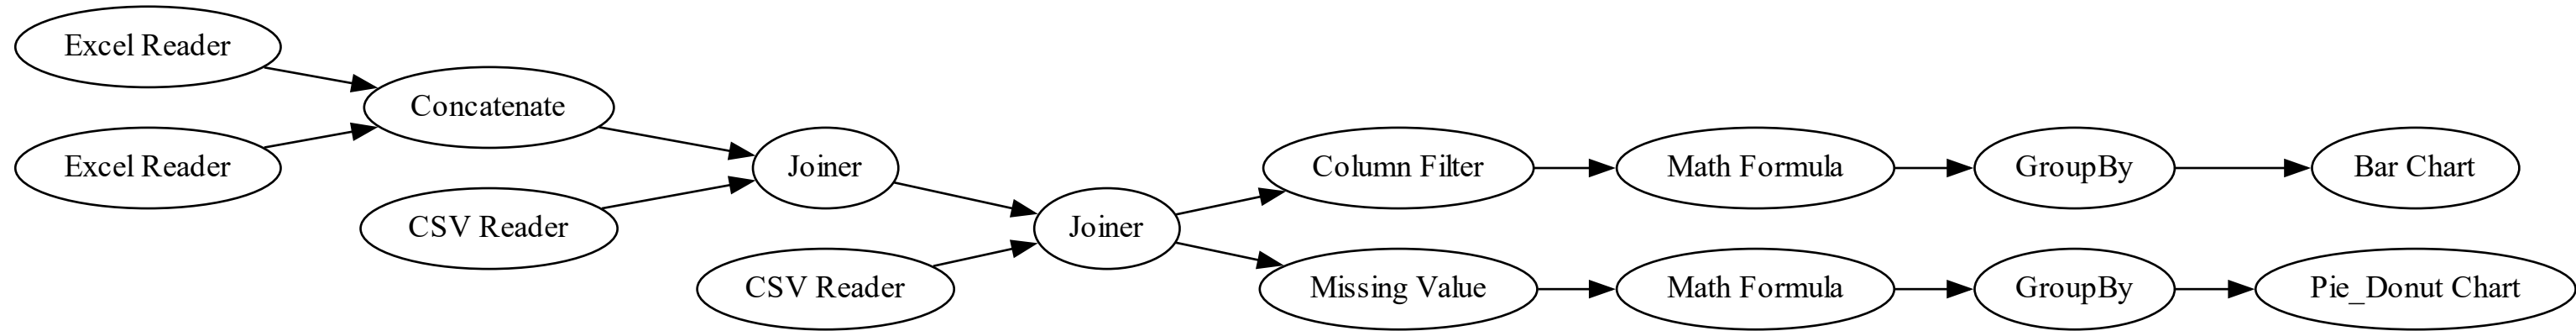 Excel Reader
Excel Reader
Concatenate
CSV Reader
Joiner
CSV Reader
Joiner
Column Filter
Math Formula
GroupBy
Bar Chart
Missing Value
Math Formula
GroupBy
Pie_Donut Chart